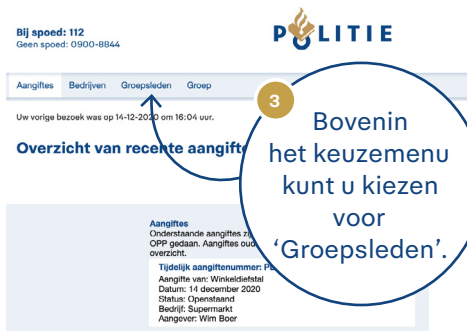 Bij spoed: 112
Geen spoed: 0900-8844
POLITIE
Aangiftes Bedrijven Groepsleden Groep
Uw vorige bezoek was op 14-12-2020 om 16:04 uur.
Overzicht van recente aangifte
3
Bovenin
het keuzemenu
kunt u kiezen
voor
‘Groepsleden’.
Aangiftes
Onderstaande aangiftes
OPP gedaan. Aangiftes
overzicht.
Tijdelijk aangiftenummer:
Aangifte van: Winkeldiefstal
Datum: 14 december 2020
Status: Openstaand
Bedrijf: Supermarkt
Aangever: Wim Boer